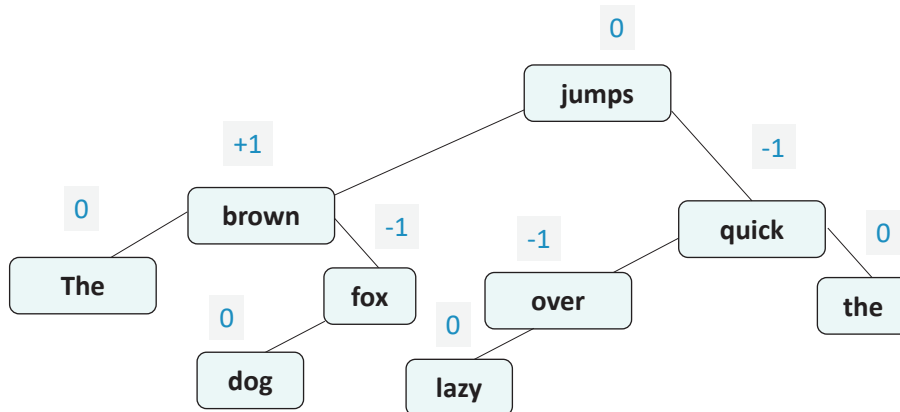 0
jumps
+1
-1
0
brown
-1
quick
0
-1
The
fox
over
the
0
0
dog
lazy